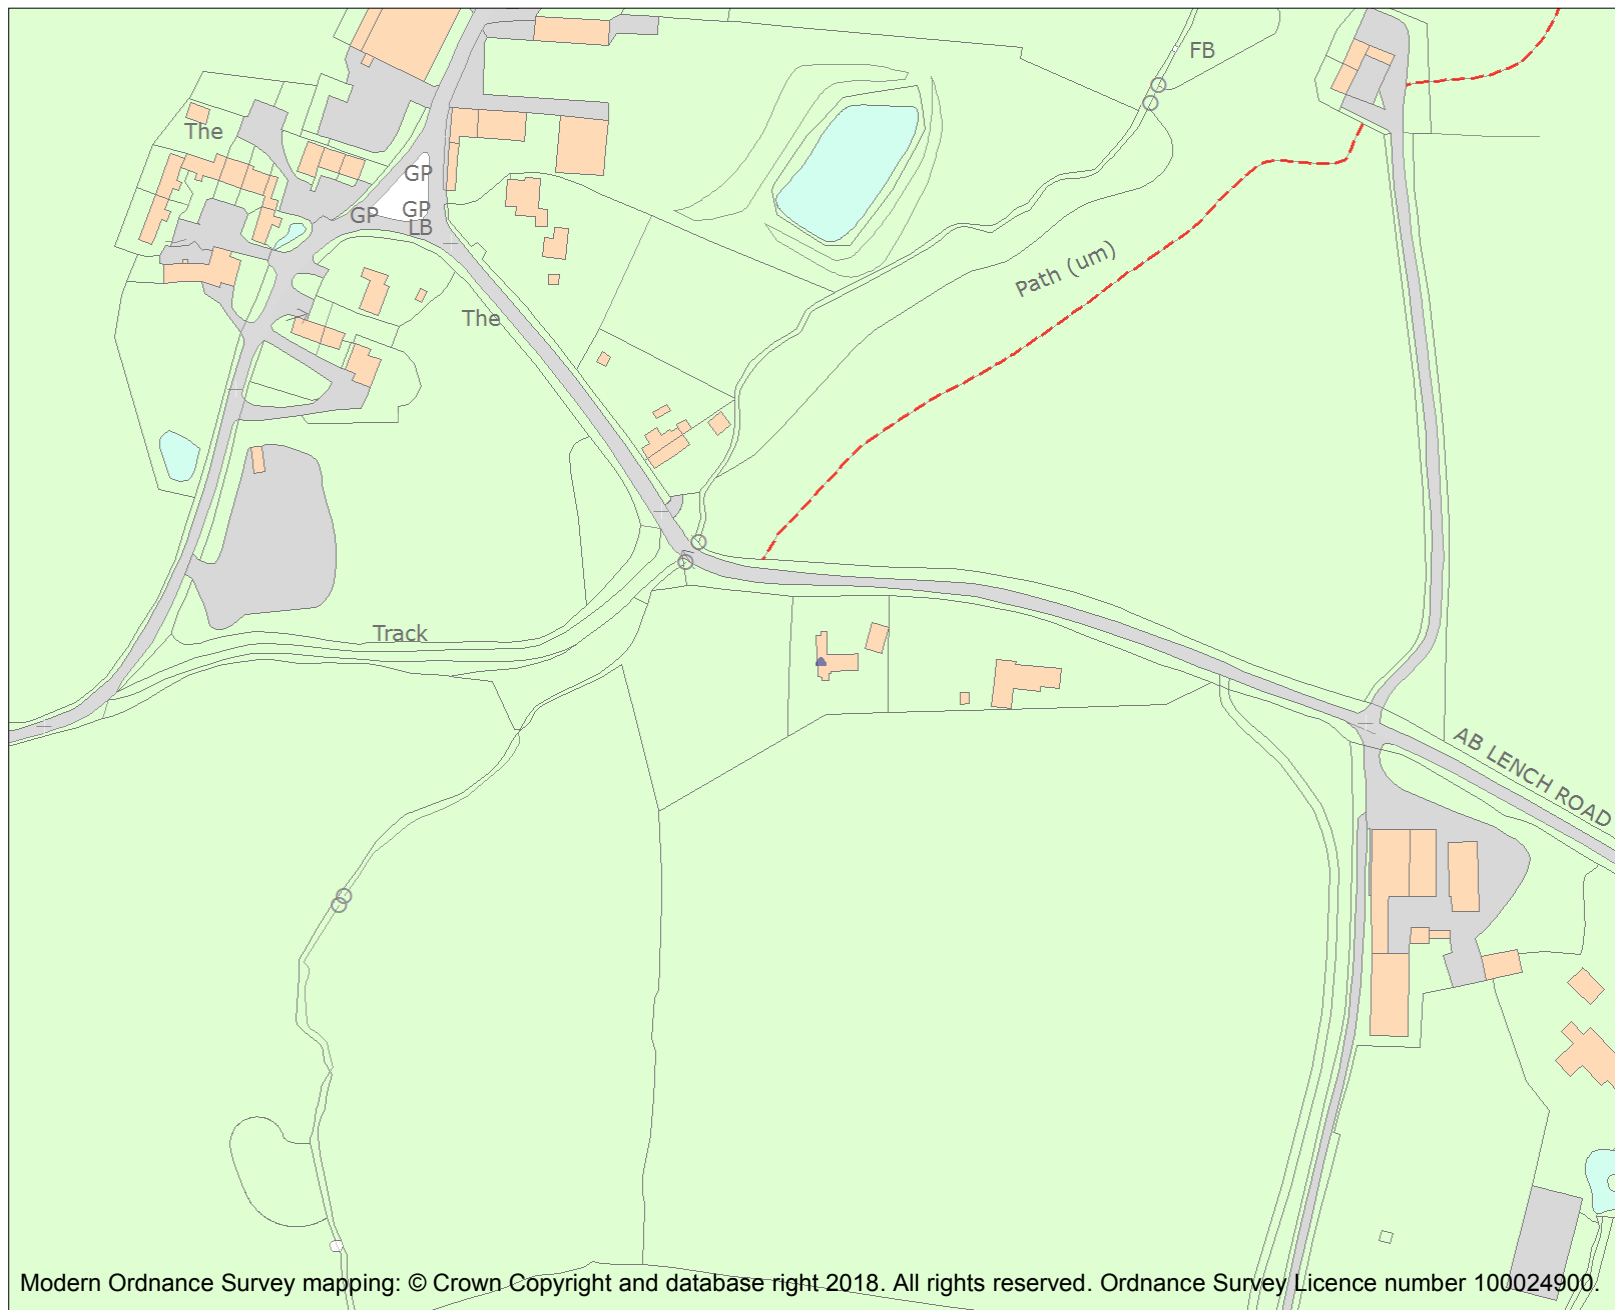 FB
The
GP
GP
GP
LB
Path (um)
The
Track
AB LENCH ROAD
Modern Ordnance Survey mapping: © Crown Copyright and database right 2018. All rights reserved. Ordnance Survey Licence number 100024900.